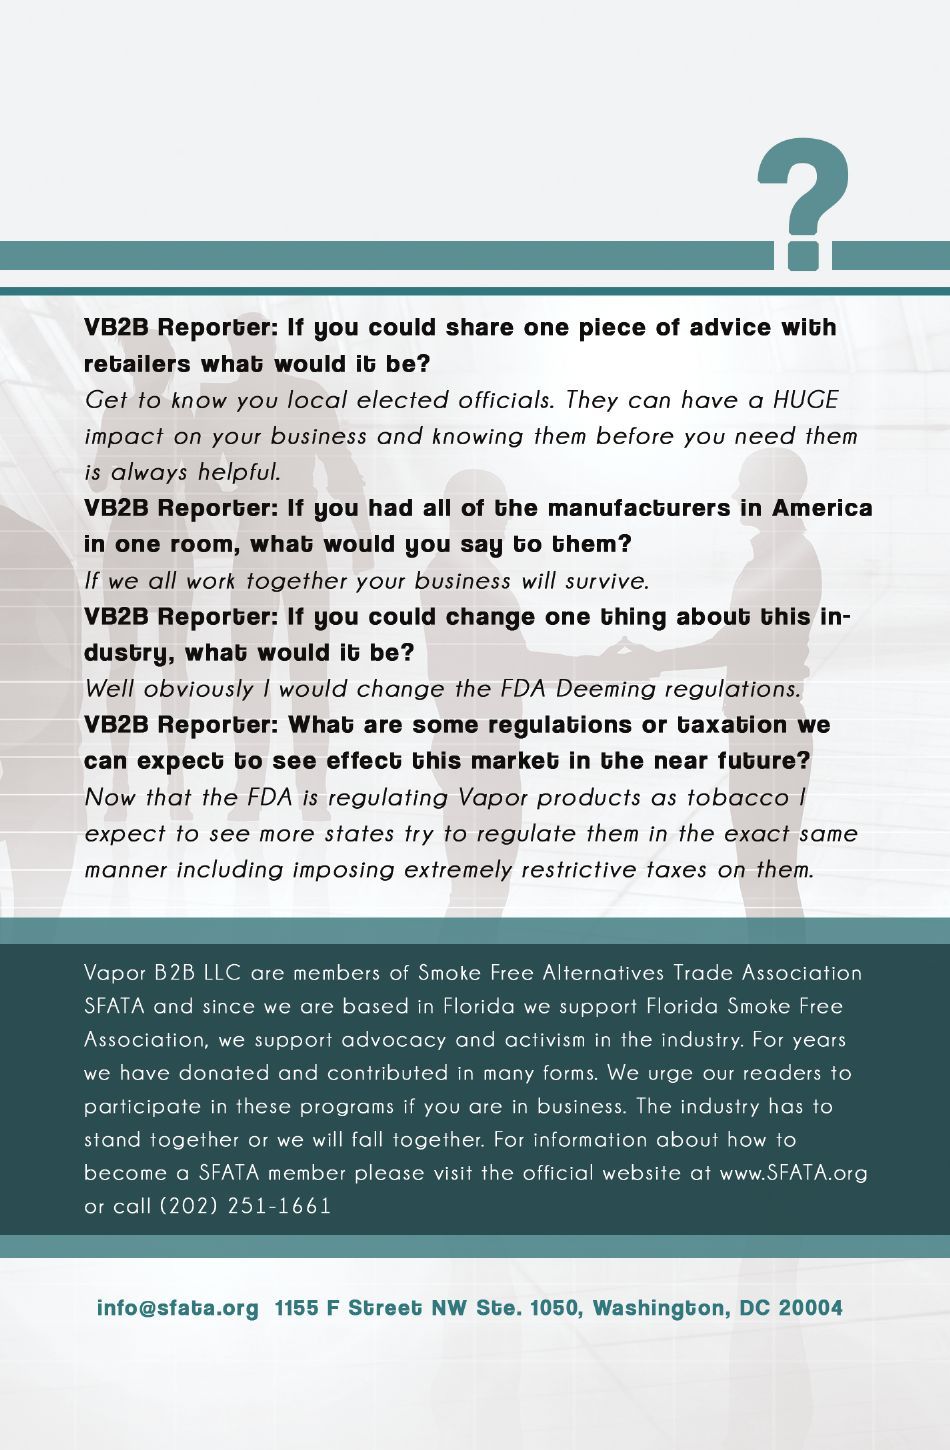 ?
VB2B Reporter: If you could share one piece of advice with
retailers what would it be?
Get to know you local elected officials. They can have a HUGE
impact on your business and knowing them before you need them
is always helpful.
VB2B Reporter: If you had all of the manufacturers in America
in one room, what would you say to them?
If we all work together your business will survive.
VB2B Reporter: If you could change one thing about this in-
dustry, what would it be?
Well obviously I would change the FDA Deeming regulations.
VB2B Reporter: What are some regulations or taxation we
can expect to see effect this market in the near future?
Now that the FDA is regulating Vapor products as tobacco I
expect to see more states try to regulate them in the exact same
manner including imposing extremely restrictive taxes on them.
Vapor B2B LLC are members of Smoke Free Alternatives Trade Association
SFATA and since we are based in Florida we support Florida Smoke Free
Association, we support advocacy and activism in the industry. For years
we have donated and contributed in many forms. We urge our readers to
participate in these programs if you are in business. The industry has to
stand together or we will fall together. For information about how to
become a SFATA member please visit the official website at www.SFATA.org
or call (202) 251-1661
info@sfata.org 1155 F Street NW Ste. 1050, Washington, DC 20004